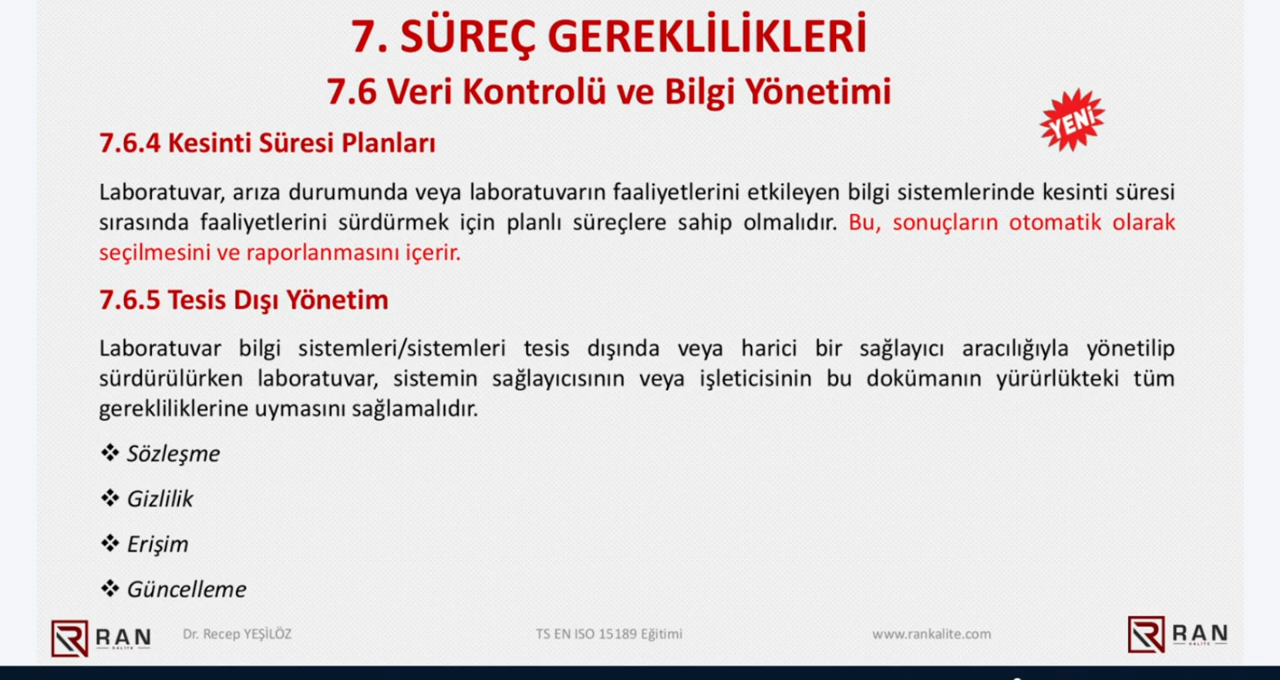 7. SÜREÇ GEREKLİLİKLERİ
7.6 Veri Kontrolü ve Bilgi Yönetimi
YENİ
7.6.4 Kesinti Süresi Planları
Laboratuvar, arıza durumunda veya laboratuvarın faaliyetlerini etkileyen bilgi sistemlerinde kesinti süresi
sırasında faaliyetlerini sürdürmek için planlı süreçlere sahip olmalıdır. Bu, sonuçların otomatik olarak
seçilmesini ve raporlanmasını içerir.
7.6.5 Tesis Dışı Yönetim
Laboratuvar bilgi sistemleri/sistemleri tesis dışında veya harici bir sağlayıcı aracılığıyla yönetilip
sürdürülürken laboratuvar, sistemin sağlayıcısının veya işleticisinin bu dokümanın yürürlükteki tüm
gerekliliklerine uymasını sağlamalıdır.
❖ Sözleşme
❖ Gizlilik
❖ Erişim
❖ Güncelleme
RAN
KALİTE
Dr. Recep YEŞİLÖZ
TS EN ISO 15189 Eğitimi
www.rankalite.com
RAN
KALİTE